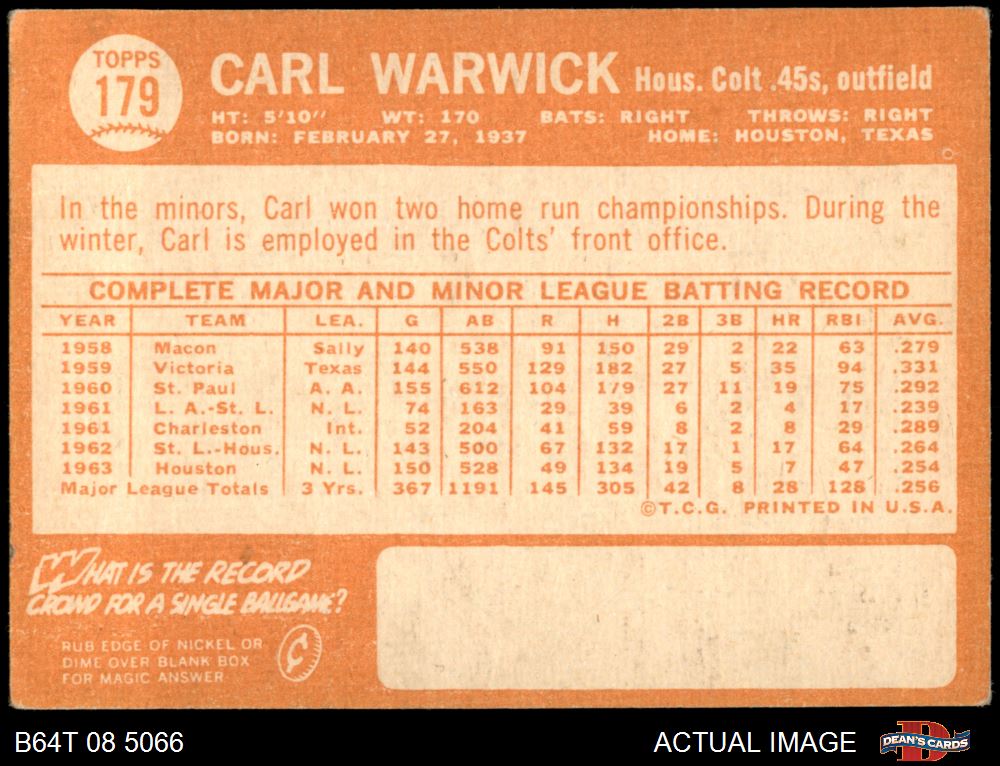 TOPPS
179
CARL WARWICK Hous. Colt .45s, outfield
HT: 5'10" WT: 170 BATS: RIGHT THROWS: RIGHT
BORN: FEBRUARY 27, 1937 HOME: HOUSTON, TEXAS
In the minors, Carl won two home run championships. During the
winter, Carl is employed in the Colts' front office.
COMPLETE MAJOR AND MINOR LEAGUE BATTING RECORD
YEAR TEAM LEA. G AB R H 2B 3B HR RBI AVG.
1958 Macon Sally 140 538 91 150 29 2 22 63 .279
1959 Victoria Texas 144 550 129 182 27 5 35 94 .331
1960 St. Paul A. A. 155 612 104 179 27 11 19 75 .292
1961 L. A.-St. L. N. L. 74 163 29 39 6 2 4 17 .239
1961 Charleston Int. 52 204 41 59 8 2 8 29 .289
1962 St. L.-Hous. N. L. 143 500 67 132 17 1 17 64 .264
1963 Houston N. L. 150 528 49 134 19 5 7 47 .254
Major League Totals 3 Yrs. 367 1191 145 305 42 8 28 128 .256
©T.C.G. PRINTED IN U.S.A.
WHAT IS THE RECORD
CROWD FOR A SINGLE BALLGAME?
RUB EDGE OF NICKEL OR
DIME OVER BLANK BOX
FOR MAGIC ANSWER
¢
B64T 08 5066 ACTUAL IMAGE DEAN'S CARDS